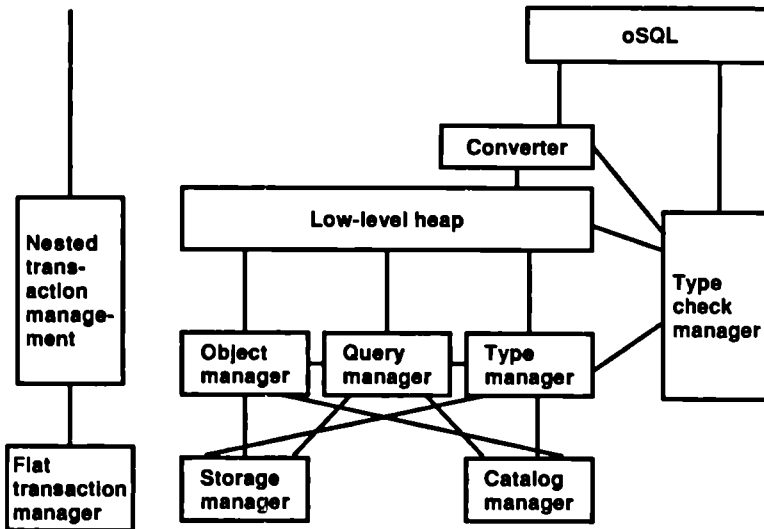 oSQL
Converter
Low-level heap
Nested
trans-
action
manage-
ment
Type
check
manager
Object
manager
Query
manager
Type
manager
Flat
transaction
manager
Storage
manager
Catalog
manager